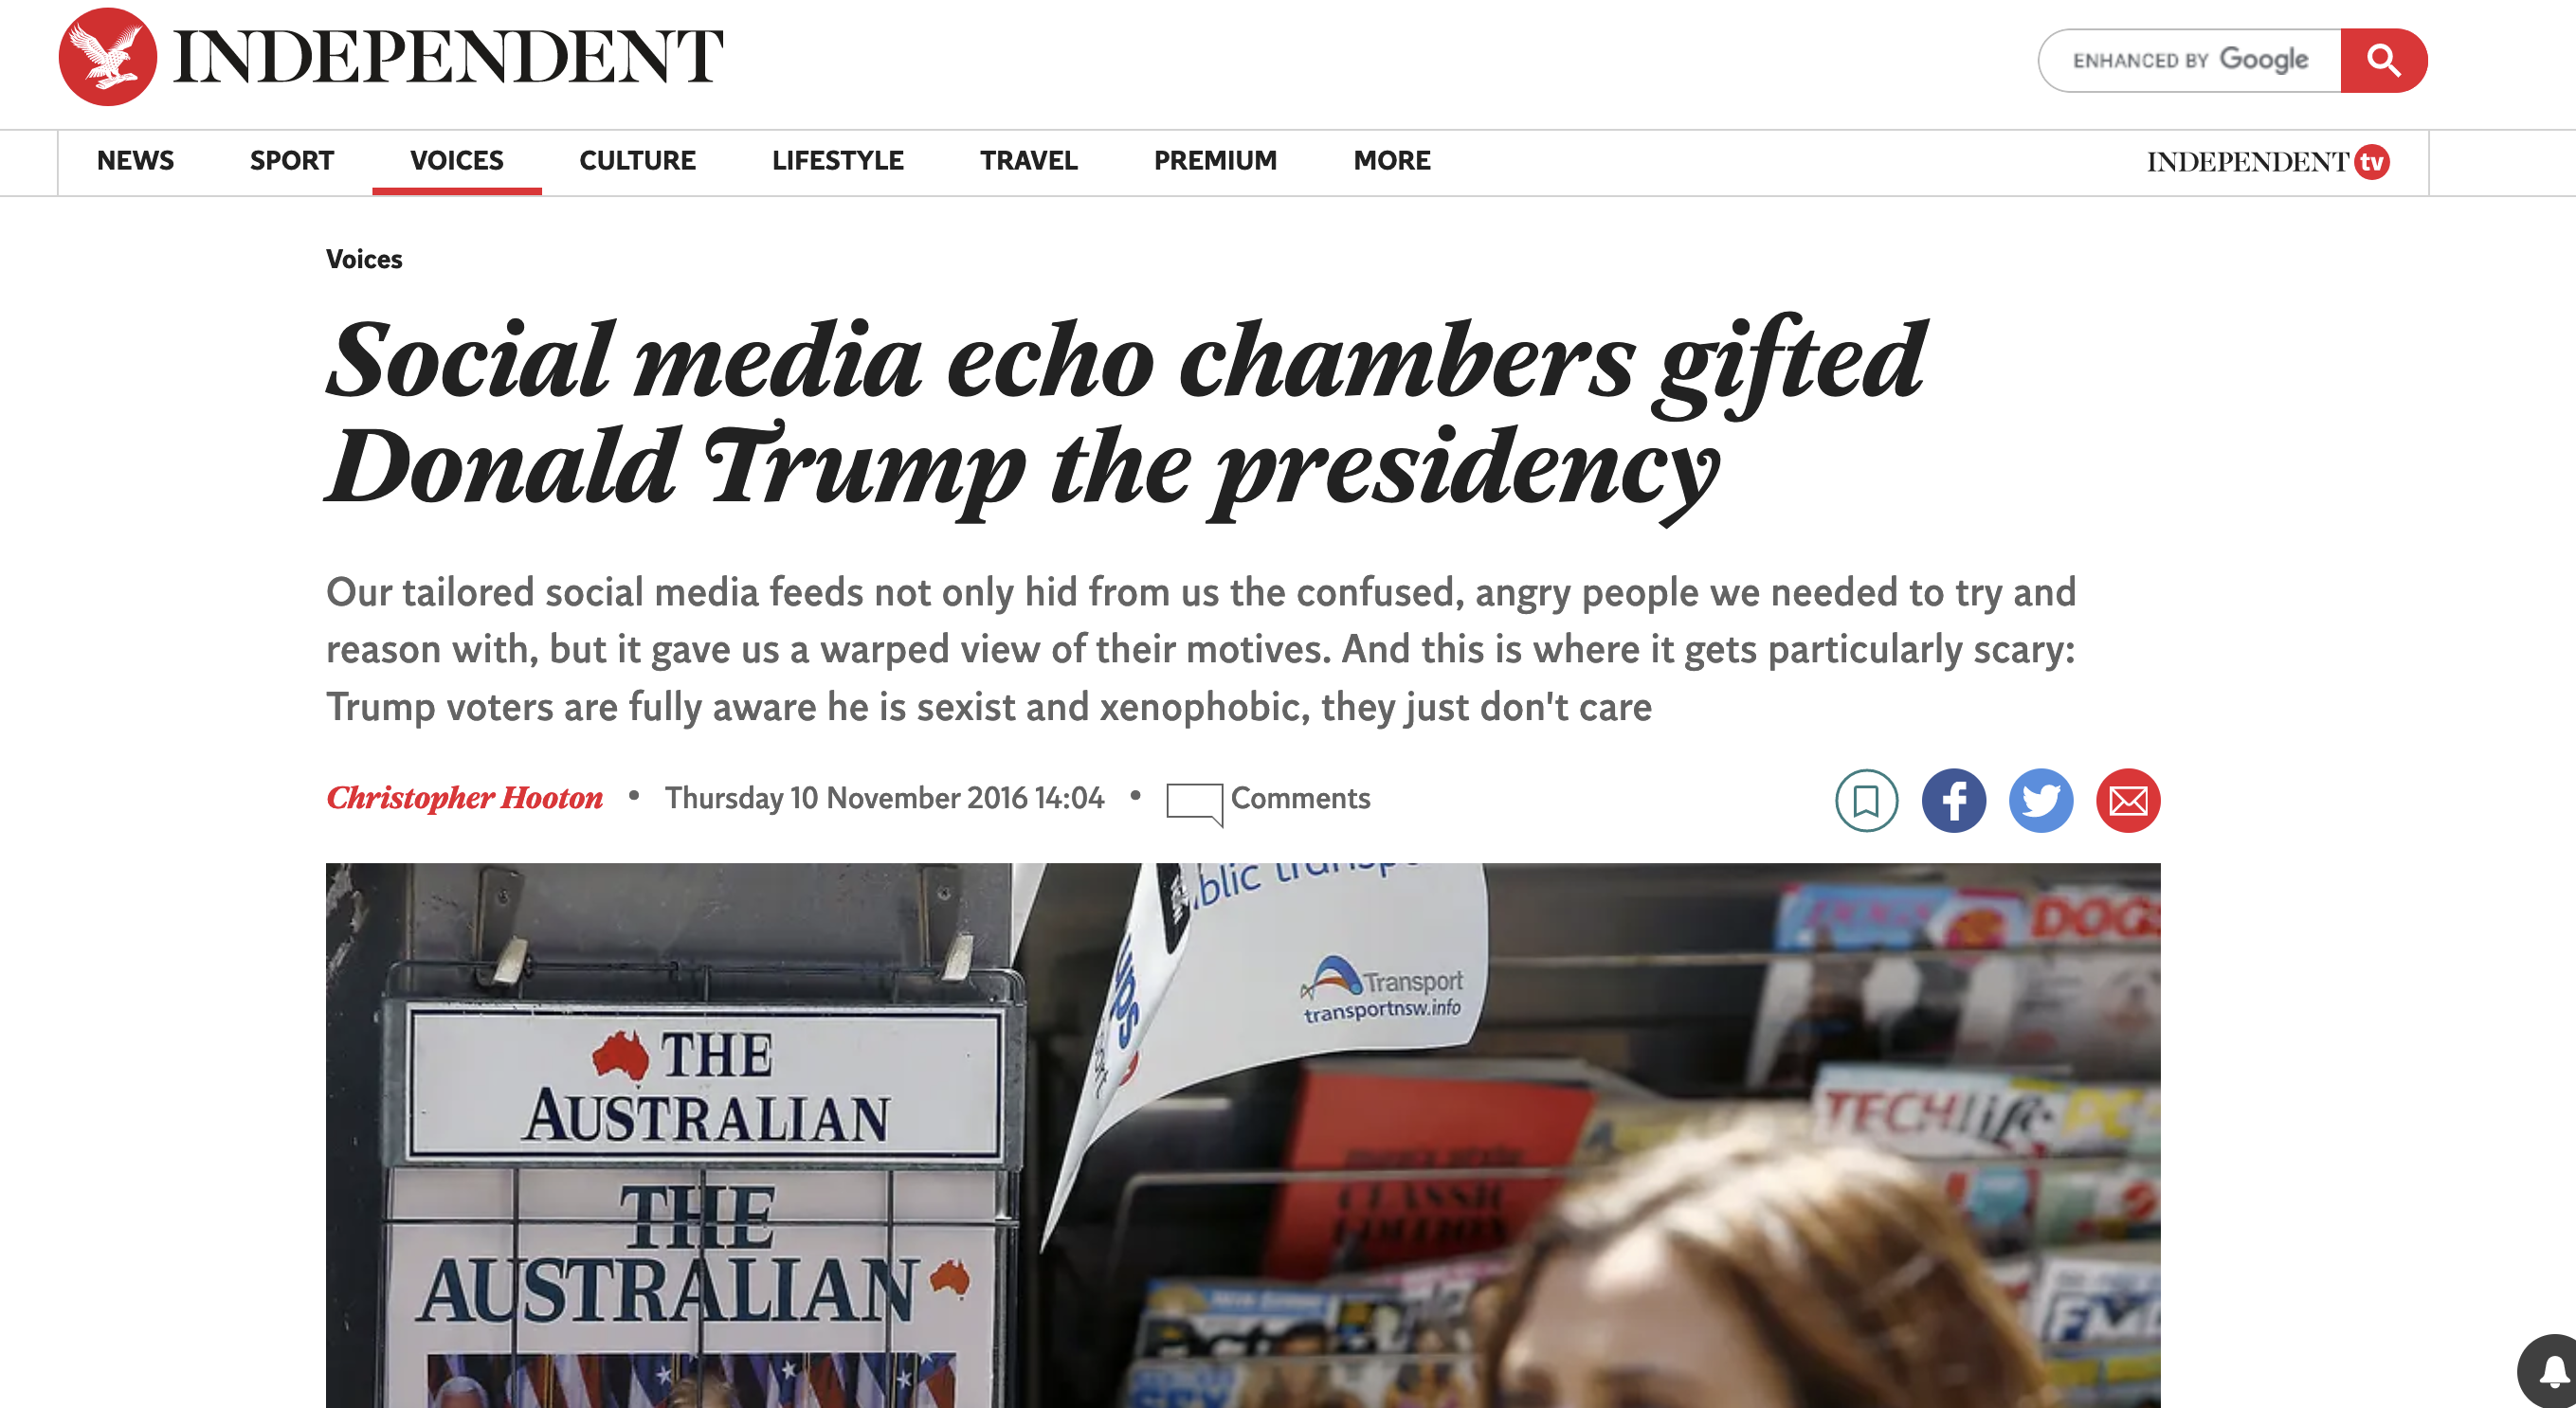 INDEPENDENT
ENHANCED BY Google
NEWS SPORT VOICES CULTURE LIFESTYLE TRAVEL PREMIUM MORE INDEPENDENT tv
Voices
Social media echo chambers gifted
Donald Trump the presidency
Our tailored social media feeds not only hid from us the confused, angry people we needed to try and
reason with, but it gave us a warped view of their motives. And this is where it gets particularly scary:
Trump voters are fully aware he is sexist and xenophobic, they just don't care
Christopher Hooton • Thursday 10 November 2016 14:04 • Comments
Transport
transportnsw.info
THE
AUSTRALIAN
THE
AUSTRALIAN
DOGS
TECHlife
CLASSIC